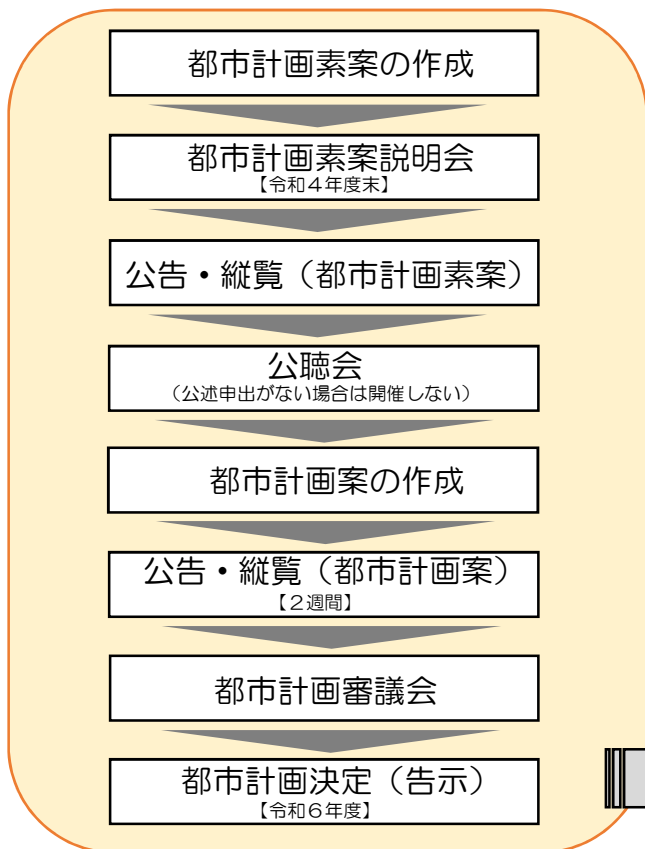 都市計画素案の作成
都市計画素案説明会
【令和４年度末】
公告・縦覧（都市計画素案）
公聴会
（公述申出がない場合は開催しない）
都市計画案の作成
公告・縦覧（都市計画案）
【２週間】
都市計画審議会
都市計画決定（告示）
【令和６年度】